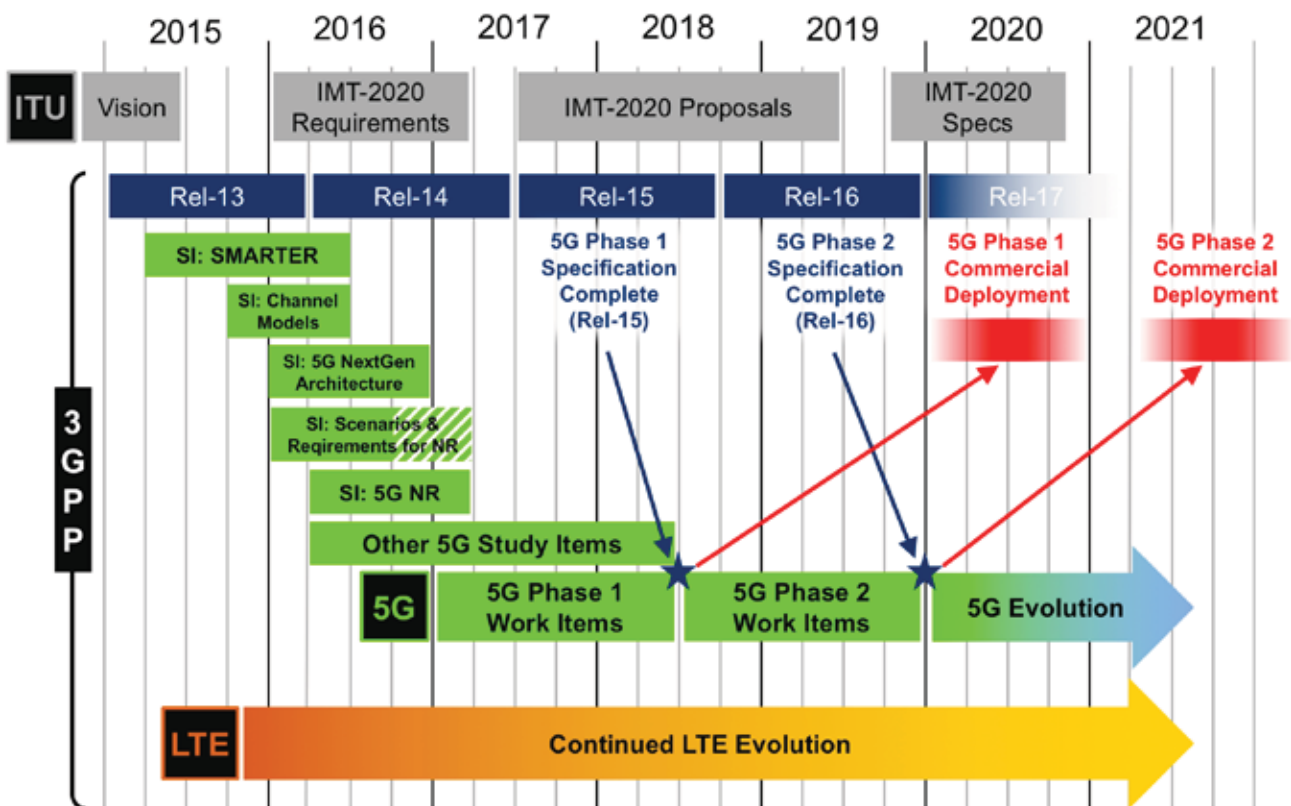 2015 2016 2017 2018 2019 2020 2021
ITU
Vision
IMT-2020
Requirements
IMT-2020 Proposals
IMT-2020
Specs
3GPP
Rel-13
Rel-14
Rel-15
Rel-16
Rel-17
SI: SMARTER
SI: Channel
Models
SI: 5G NextGen
Architecture
SI: Scenarios &
Reqirements for NR
SI: 5G NR
Other 5G Study Items
5G Phase 1
Specification
Complete
(Rel-15)
5G Phase 2
Specification
Complete
(Rel-16)
5G Phase 1
Commercial
Deployment
5G Phase 2
Commercial
Deployment
5G
5G Phase 1
Work Items
5G Phase 2
Work Items
5G Evolution
LTE
Continued LTE Evolution